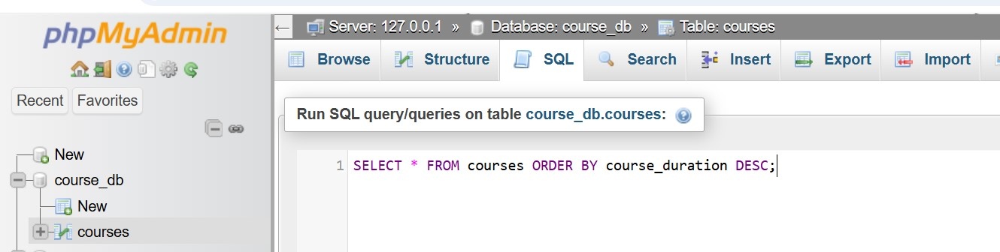 phpMyAdmin
Recent Favorites
New
course_db
New
courses
← Server: 127.0.0.1 » Database: course_db » Table: courses
Browse Structure SQL Search Insert Export Import
Run SQL query/queries on table course_db.courses:
1 SELECT * FROM courses ORDER BY course_duration DESC;